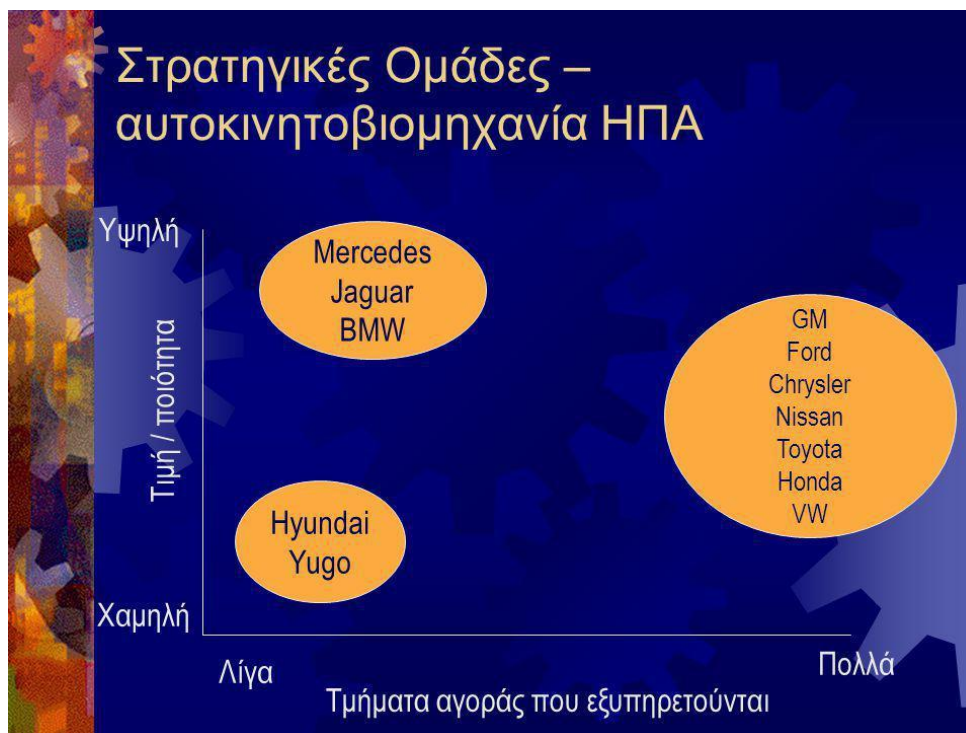 Στρατηγικές Ομάδες –
αυτοκινητοβιομηχανία ΗΠΑ
Υψηλή
Mercedes
Jaguar
BMW
GM
Ford
Chrysler
Nissan
Toyota
Honda
VW
Τιμή / ποιότητα
Hyundai
Yugo
Χαμηλή
Λίγα
Πολλά
Τμήματα αγοράς που εξυπηρετούνται